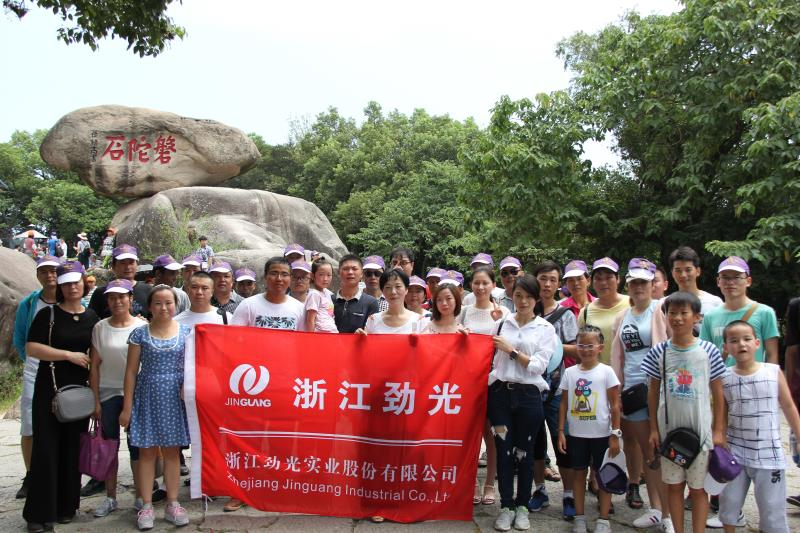 磐陀石
JINGUANG
浙江劲光
浙江劲光实业股份有限公司
Zhejiang Jinguang Industrial Co.,Lt